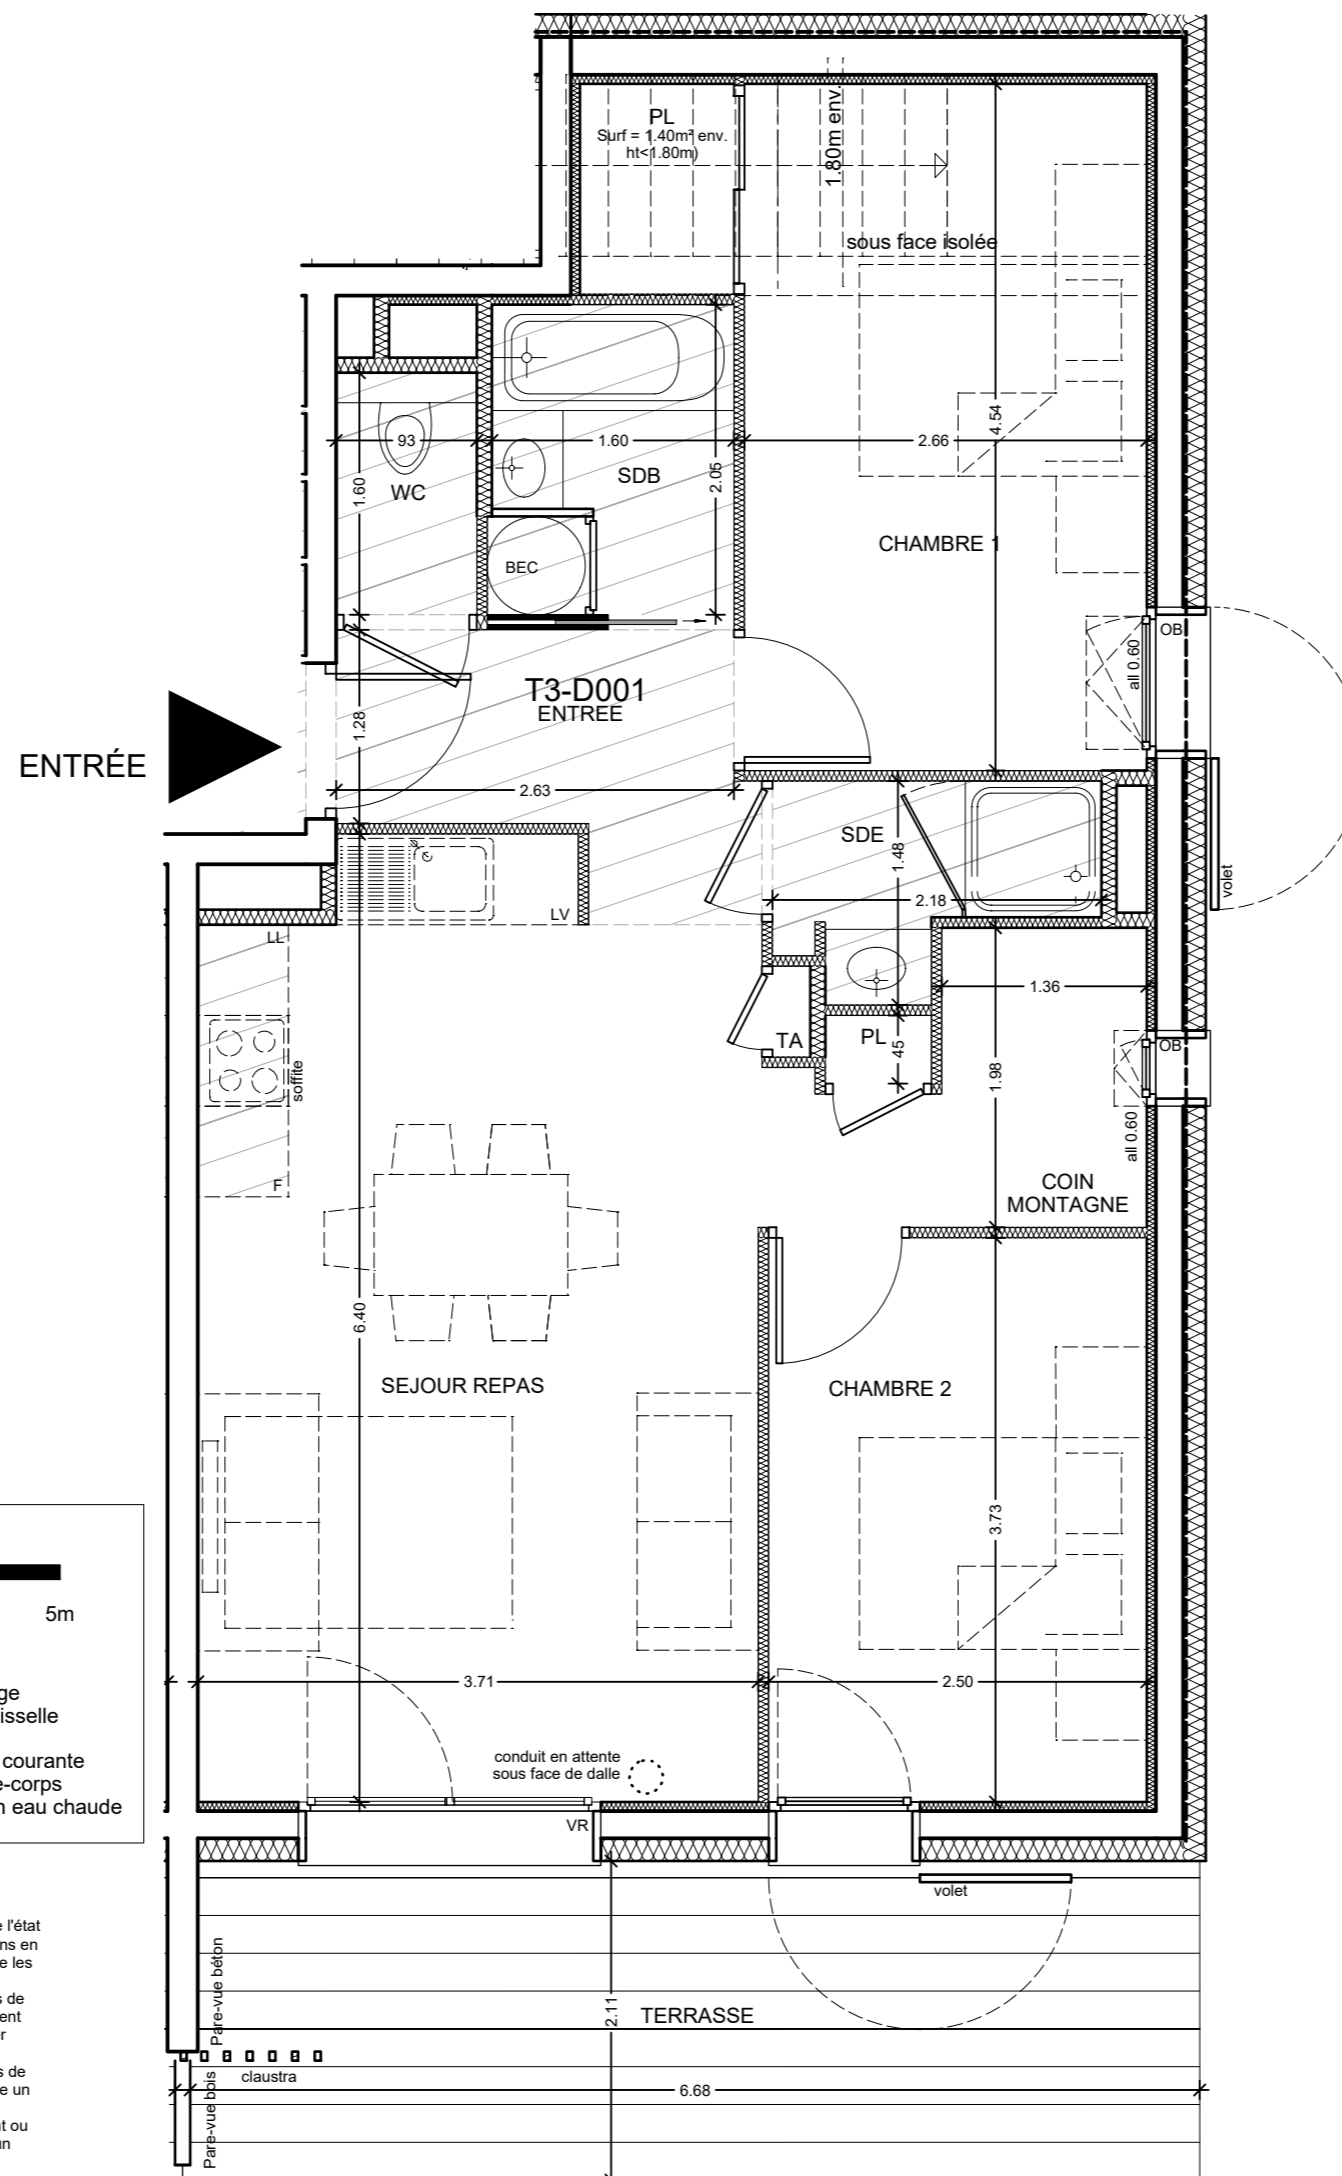 PL
Surf = 1.40m² env.
ht<1.80m)
1.80m env.
sous face isolée
4.54
93
1.60
2.66
WC
1.60
SDB
2.05
CHAMBRE 1
BEC
OB
all 0.60
T3-D001
ENTREE
1.28
ENTRÉE
2.63
volet
SDE
1.48
2.18
LV
LL
1.36
soffite
TA
PL
45
1.98
OB
all 0.60
F
COIN
MONTAGNE
6.40
SEJOUR REPAS
CHAMBRE 2
3.73
5m
3.71
2.50
ge
isselle
courante
e-corps
n eau chaude
conduit en attente
sous face de dalle
VR
volet
e l'état
ns en
e les
s de
ent
er
s de
e un
t ou
un
Pare-vue béton
2.11
TERRASSE
claustra
6.68
Pare-vue bois